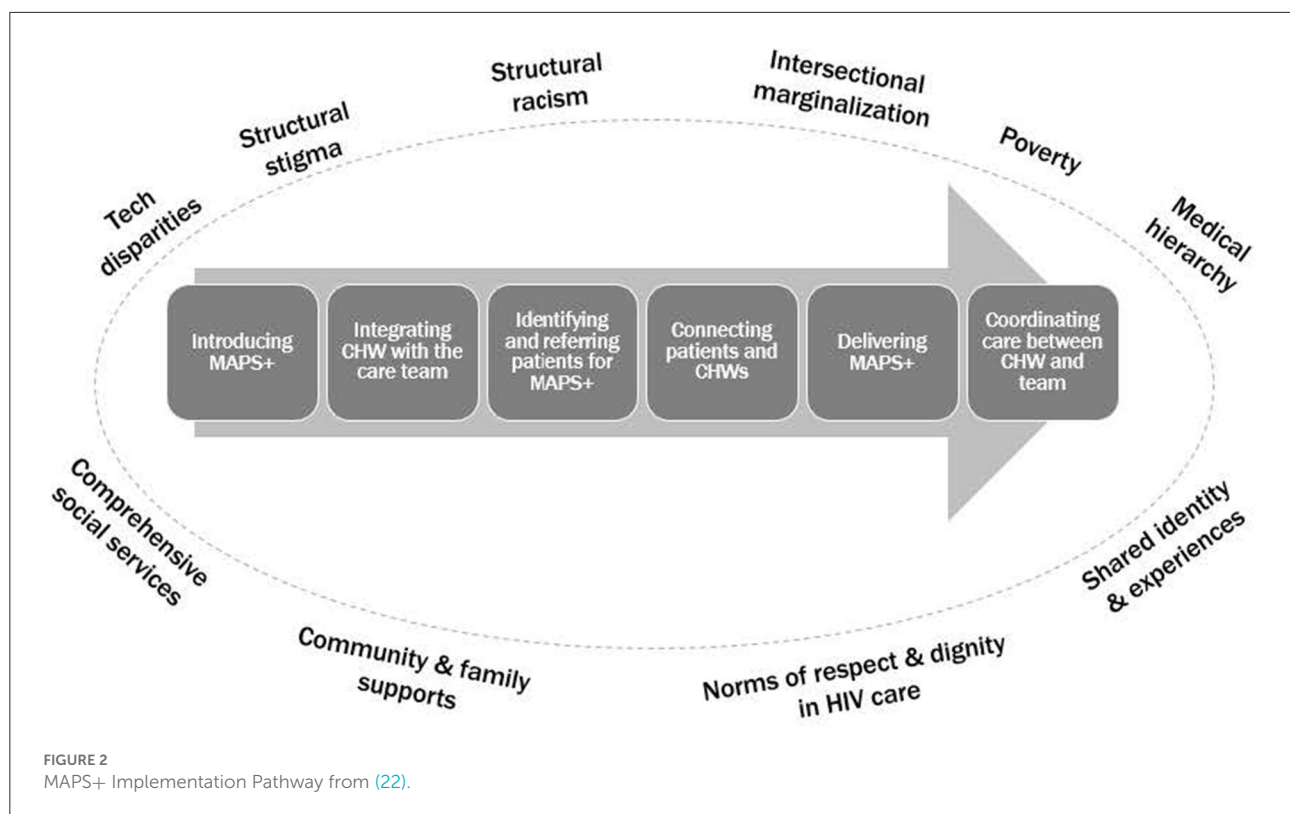 Structural
racism
Intersectional
marginalization
Structural
stigma
Poverty
Tech
disparities
Medical
hierarchy
Introducing
MAPS+
Integrating
CHW with the
care team
Identifying
and referring
patients for
MAPS+
Connecting
patients and
CHWs
Delivering
MAPS+
Coordinating
care between
CHW and
team
Comprehensive
social services
Shared identity
& experiences
Community & family
supports
Norms of respect & dignity
in HIV care
FIGURE 2
MAPS+ Implementation Pathway from (22).